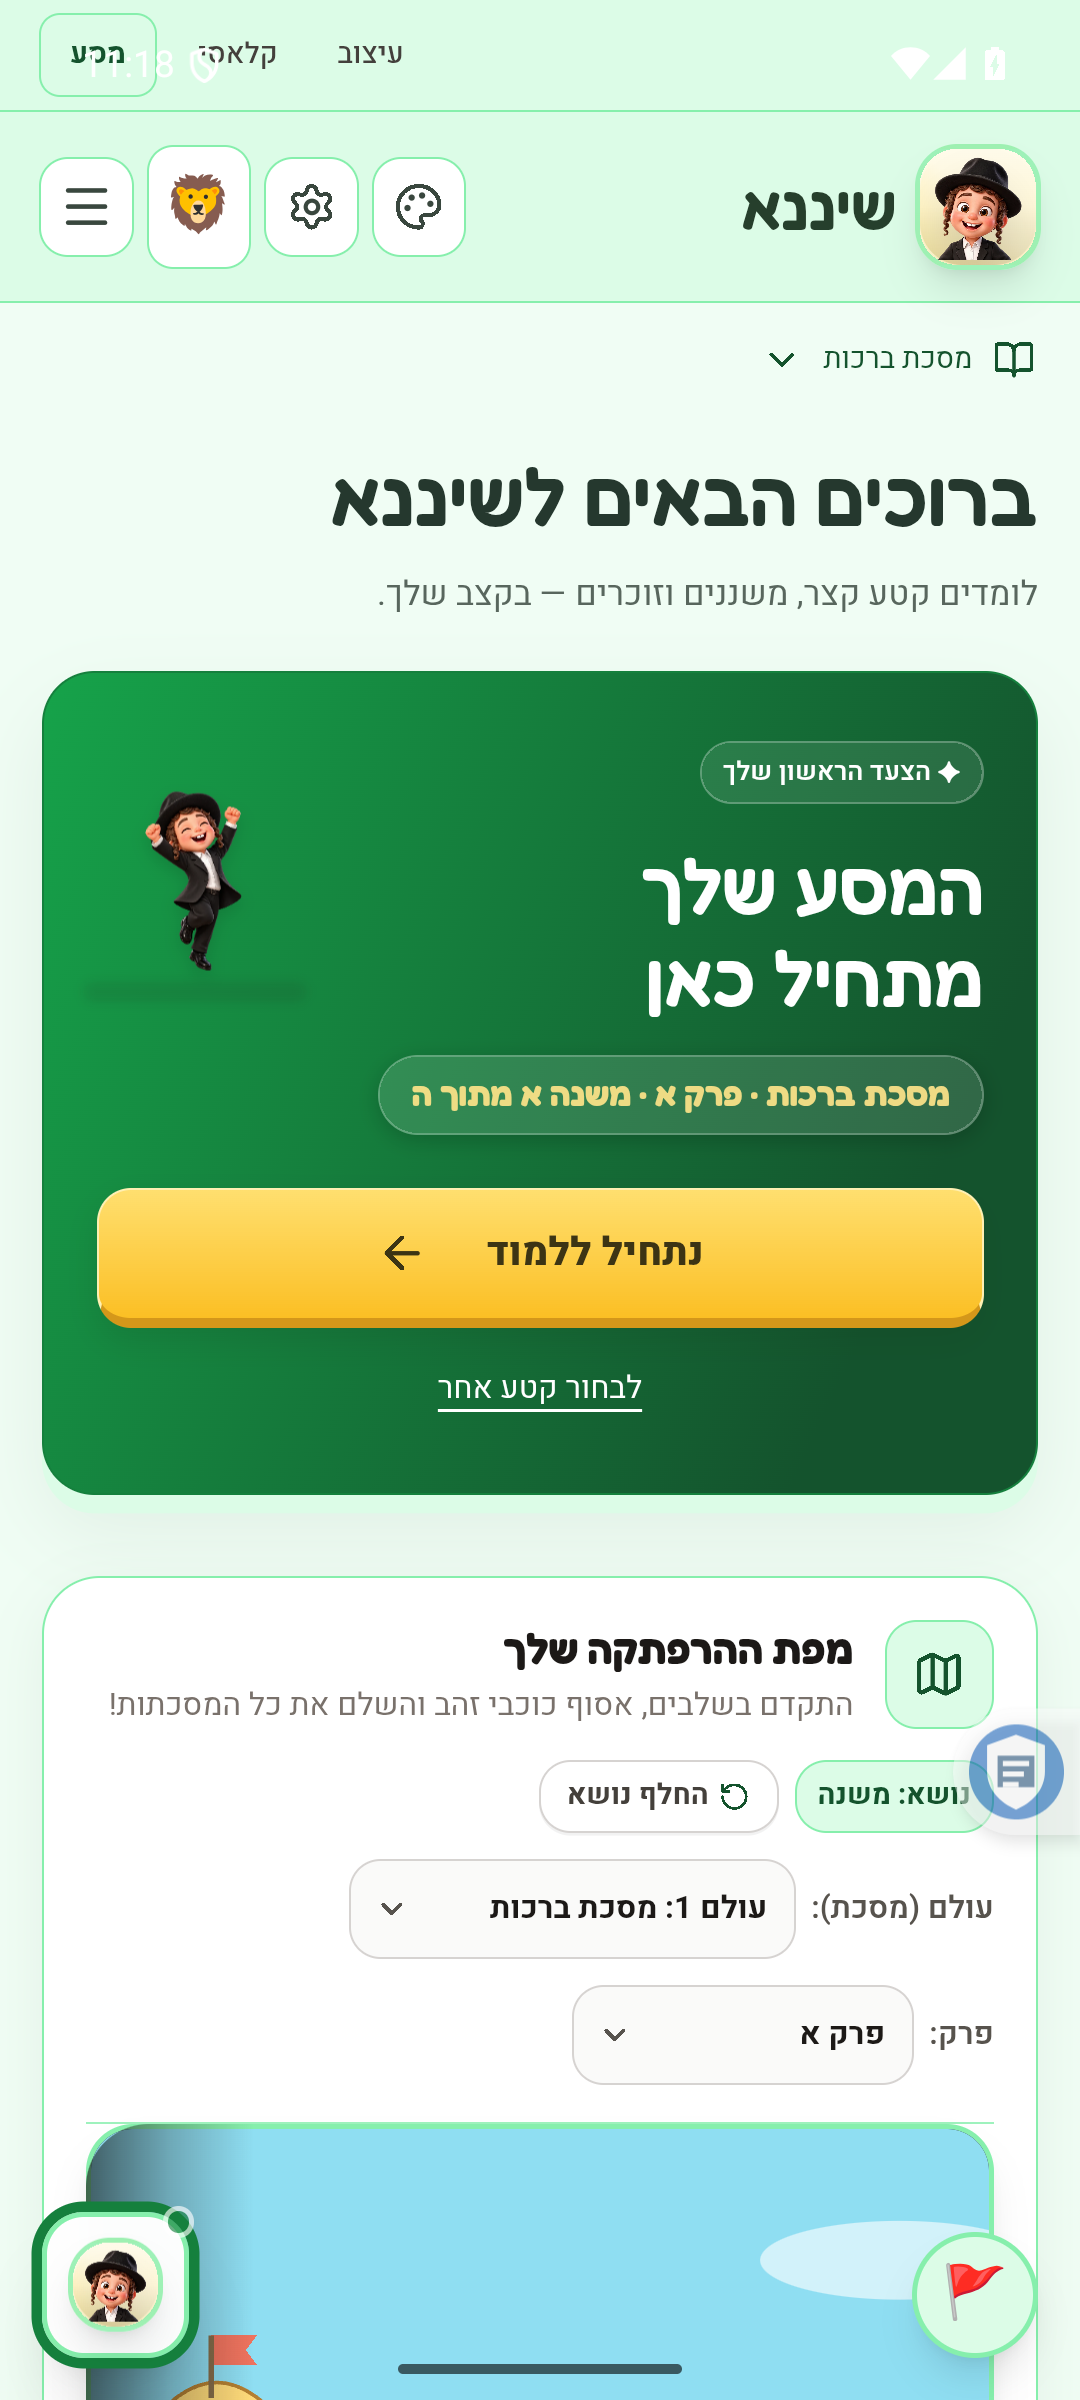 עיצוב קלאסי המסע
11:18
שיננא
מסכת ברכות
ברוכים הבאים לשיננא
לומדים קטע קצר, משננים וזוכרים — בקצב שלך.
הצעד הראשון שלך
המסע שלך
מתחיל כאן
מסכת ברכות · פרק א · משנה א מתוך ה
נתחיל ללמוד
לבחור קטע אחר
מפת ההרפתקה שלך
התקדם בשלבים, אסוף כוכבי זהב והשלם את כל המסכתות!
נושא: משנה
החלף נושא
עולם (מסכת):
עולם 1: מסכת ברכות
פרק:
פרק א